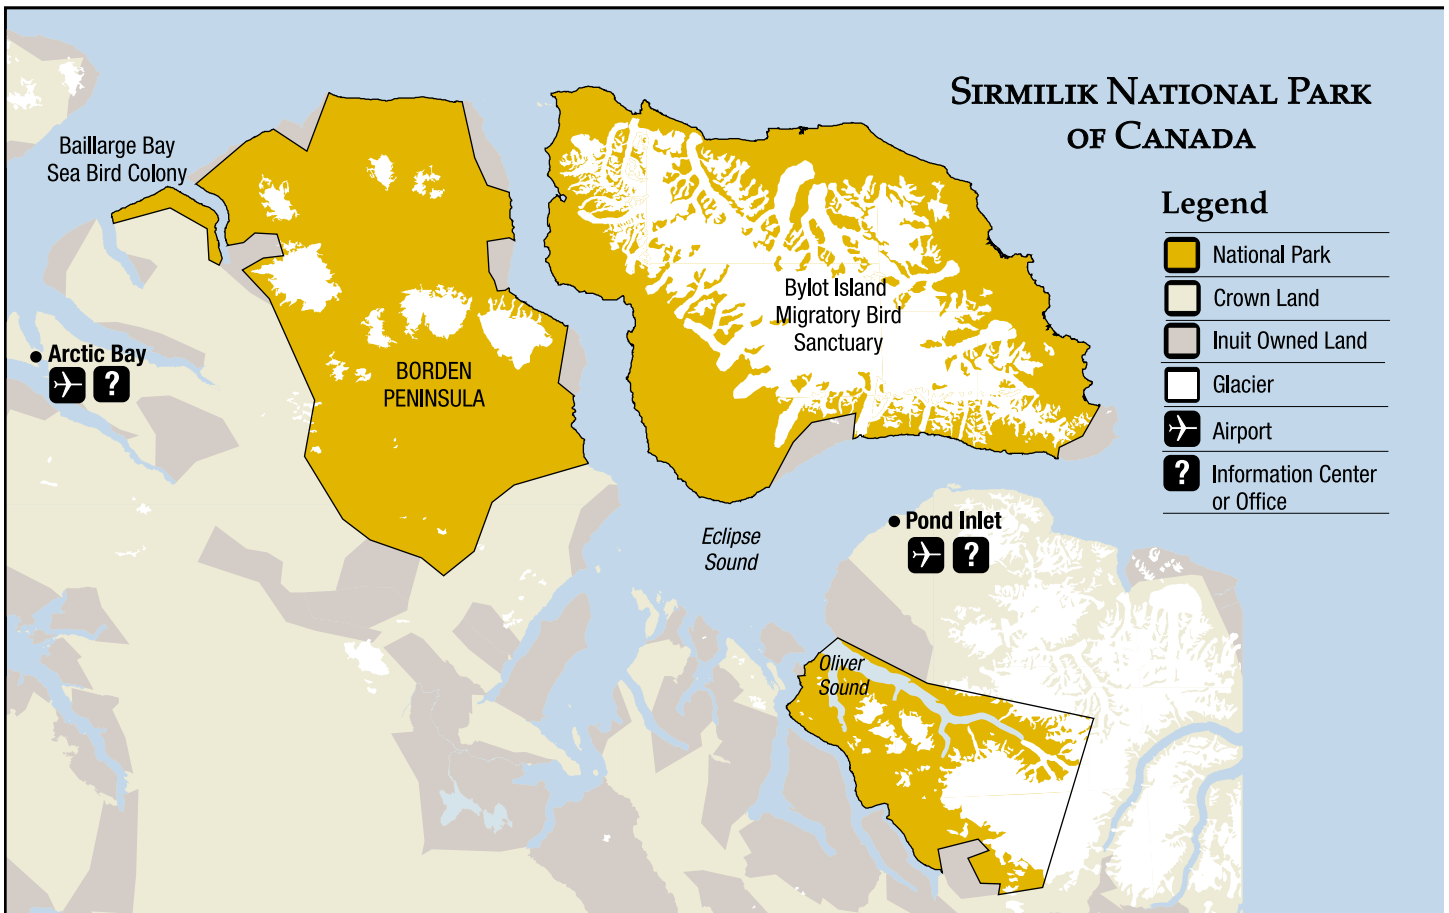 SIRMILIK NATIONAL PARK
OF CANADA
Baillarge Bay
Sea Bird Colony
Legend
National Park
Crown Land
Inuit Owned Land
Glacier
Airport
? Information Center
or Office
Bylot Island
Migratory Bird
Sanctuary
Arctic Bay
?
BORDEN
PENINSULA
Eclipse
Sound
Pond Inlet
?
Oliver
Sound